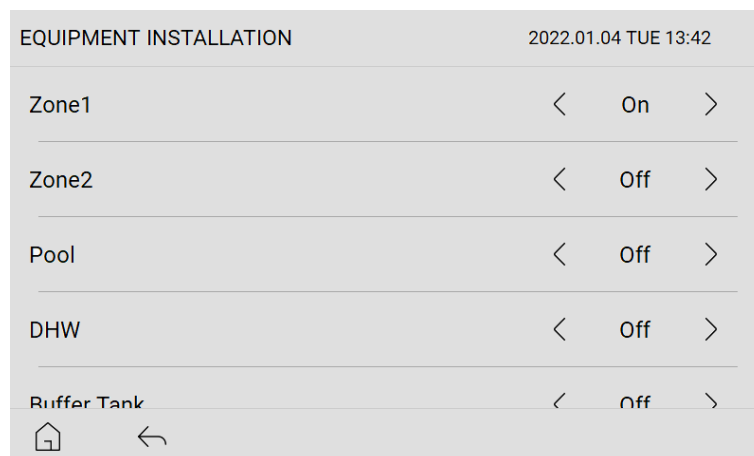 EQUIPMENT INSTALLATION 2022.01.04 TUE 13:42
Zone1 On
Zone2 Off
Pool Off
DHW Off
Buffer Tank Off